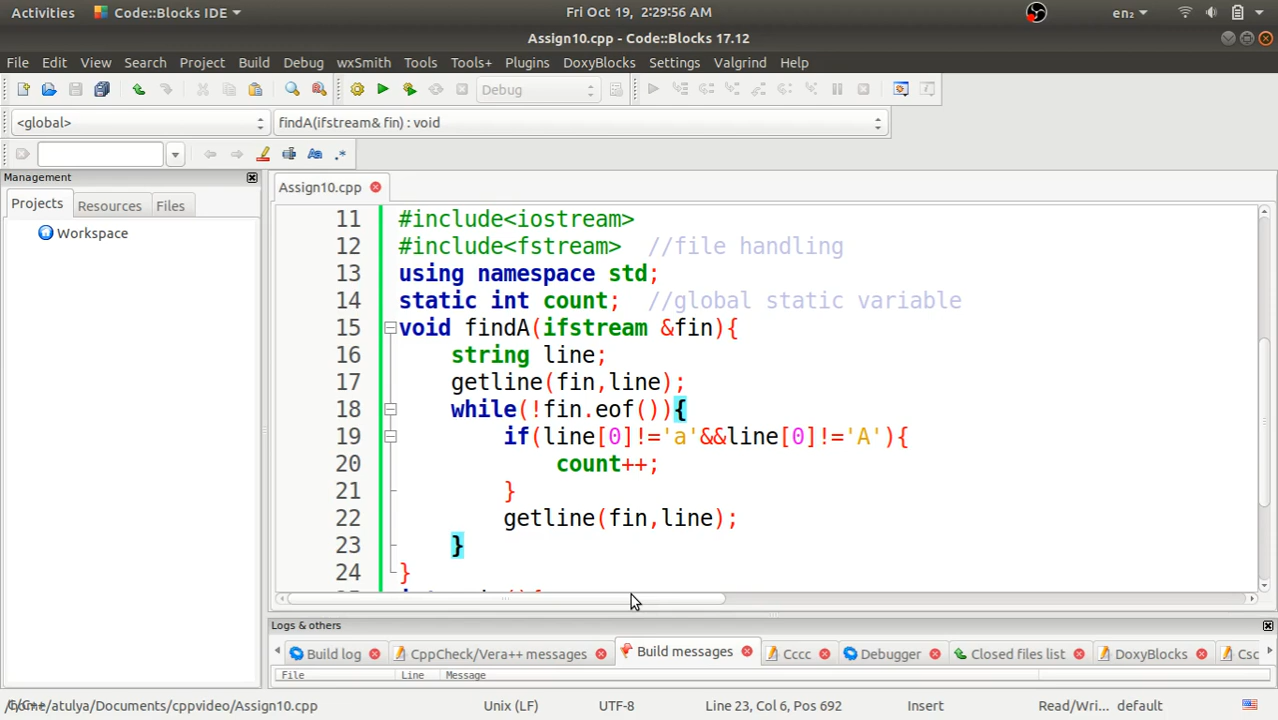 Activities Code::Blocks IDE Fri Oct 19, 2:29:56 AM en₂
Assign10.cpp - Code::Blocks 17.12
File Edit View Search Project Build Debug wxSmith Tools Tools+ Plugins DoxyBlocks Settings Valgrind Help
Debug
<global> findA(ifstream& fin) : void
Management
Assign10.cpp
Projects Resources Files
Workspace
11 #include<iostream>
12 #include<fstream> //file handling
13 using namespace std;
14 static int count; //global static variable
15 void findA(ifstream &fin){
16 string line;
17 getline(fin,line);
18 while(!fin.eof()){
19 if(line[0]!='a'&&line[0]!='A'){
20 count++;
21 }
22 getline(fin,line);
23 }
24 }
Logs & others
Build log CppCheck/Vera++ messages Build messages Cccc Debugger Closed files list DoxyBlocks Csc
File Line Message
/home/atulya/Documents/cppvideo/Assign10.cpp Unix (LF) UTF-8 Line 23, Col 6, Pos 692 Insert Read/Wri... default